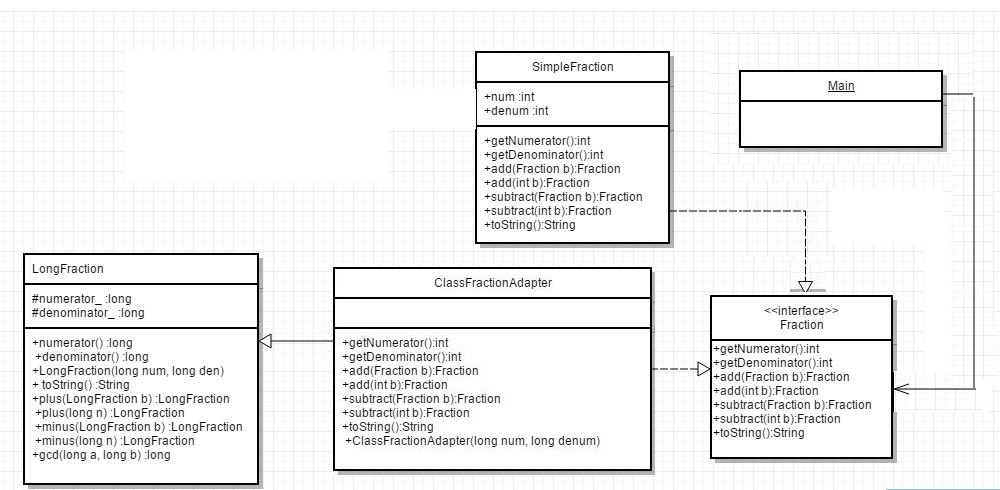 SimpleFraction
+num :int
+denum :int
+getNumerator():int
+getDenominator():int
+add(Fraction b):Fraction
+add(int b):Fraction
+subtract(Fraction b):Fraction
+subtract(int b):Fraction
+toString():String
Main
LongFraction
#numerator_ :long
#denominator_ :long
+numerator() :long
+denominator() :long
+LongFraction(long num, long den)
+ toString() :String
+plus(LongFraction b) :LongFraction
+plus(long n) :LongFraction
+minus(LongFraction b) :LongFraction
+minus(long n) :LongFraction
+gcd(long a, long b) :long
ClassFractionAdapter
+getNumerator():int
+getDenominator():int
+add(Fraction b):Fraction
+add(int b):Fraction
+subtract(Fraction b):Fraction
+subtract(int b):Fraction
+toString():String
+ClassFractionAdapter(long num, long denum)
<<interface>>
Fraction
+getNumerator():int
+getDenominator():int
+add(Fraction b):Fraction
+add(int b):Fraction
+subtract(Fraction b):Fraction
+subtract(int b):Fraction
+toString():String